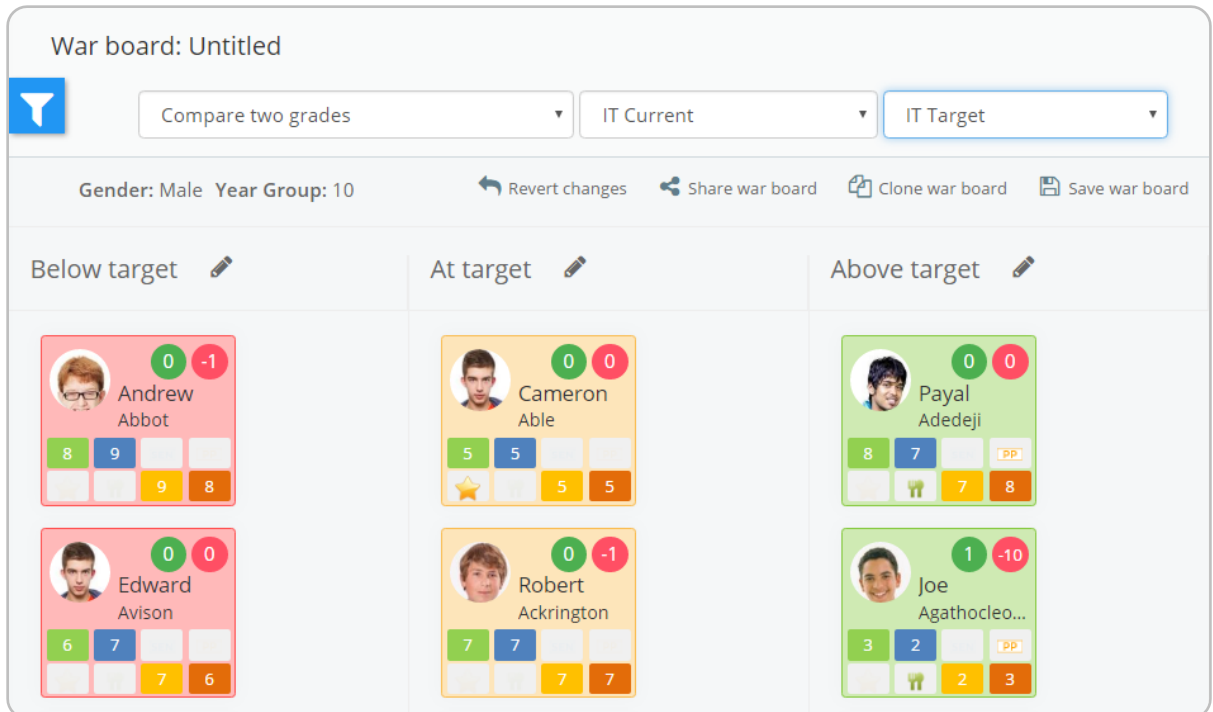 War board: Untitled
Compare two grades IT Current IT Target
Gender: Male Year Group: 10 Revert changes Share war board Clone war board Save war board
Below target At target Above target
0 -1 0 0 0 0
Andrew Cameron Payal
Abbot Able Adedeji
8 9 5 5 8 7 PP
9 8 5 5 7 8
0 0 0 -1 1 -10
Edward Robert Joe
Avison Ackrington Agathocleo...
6 7 7 7 3 2 PP
7 6 7 7 2 3